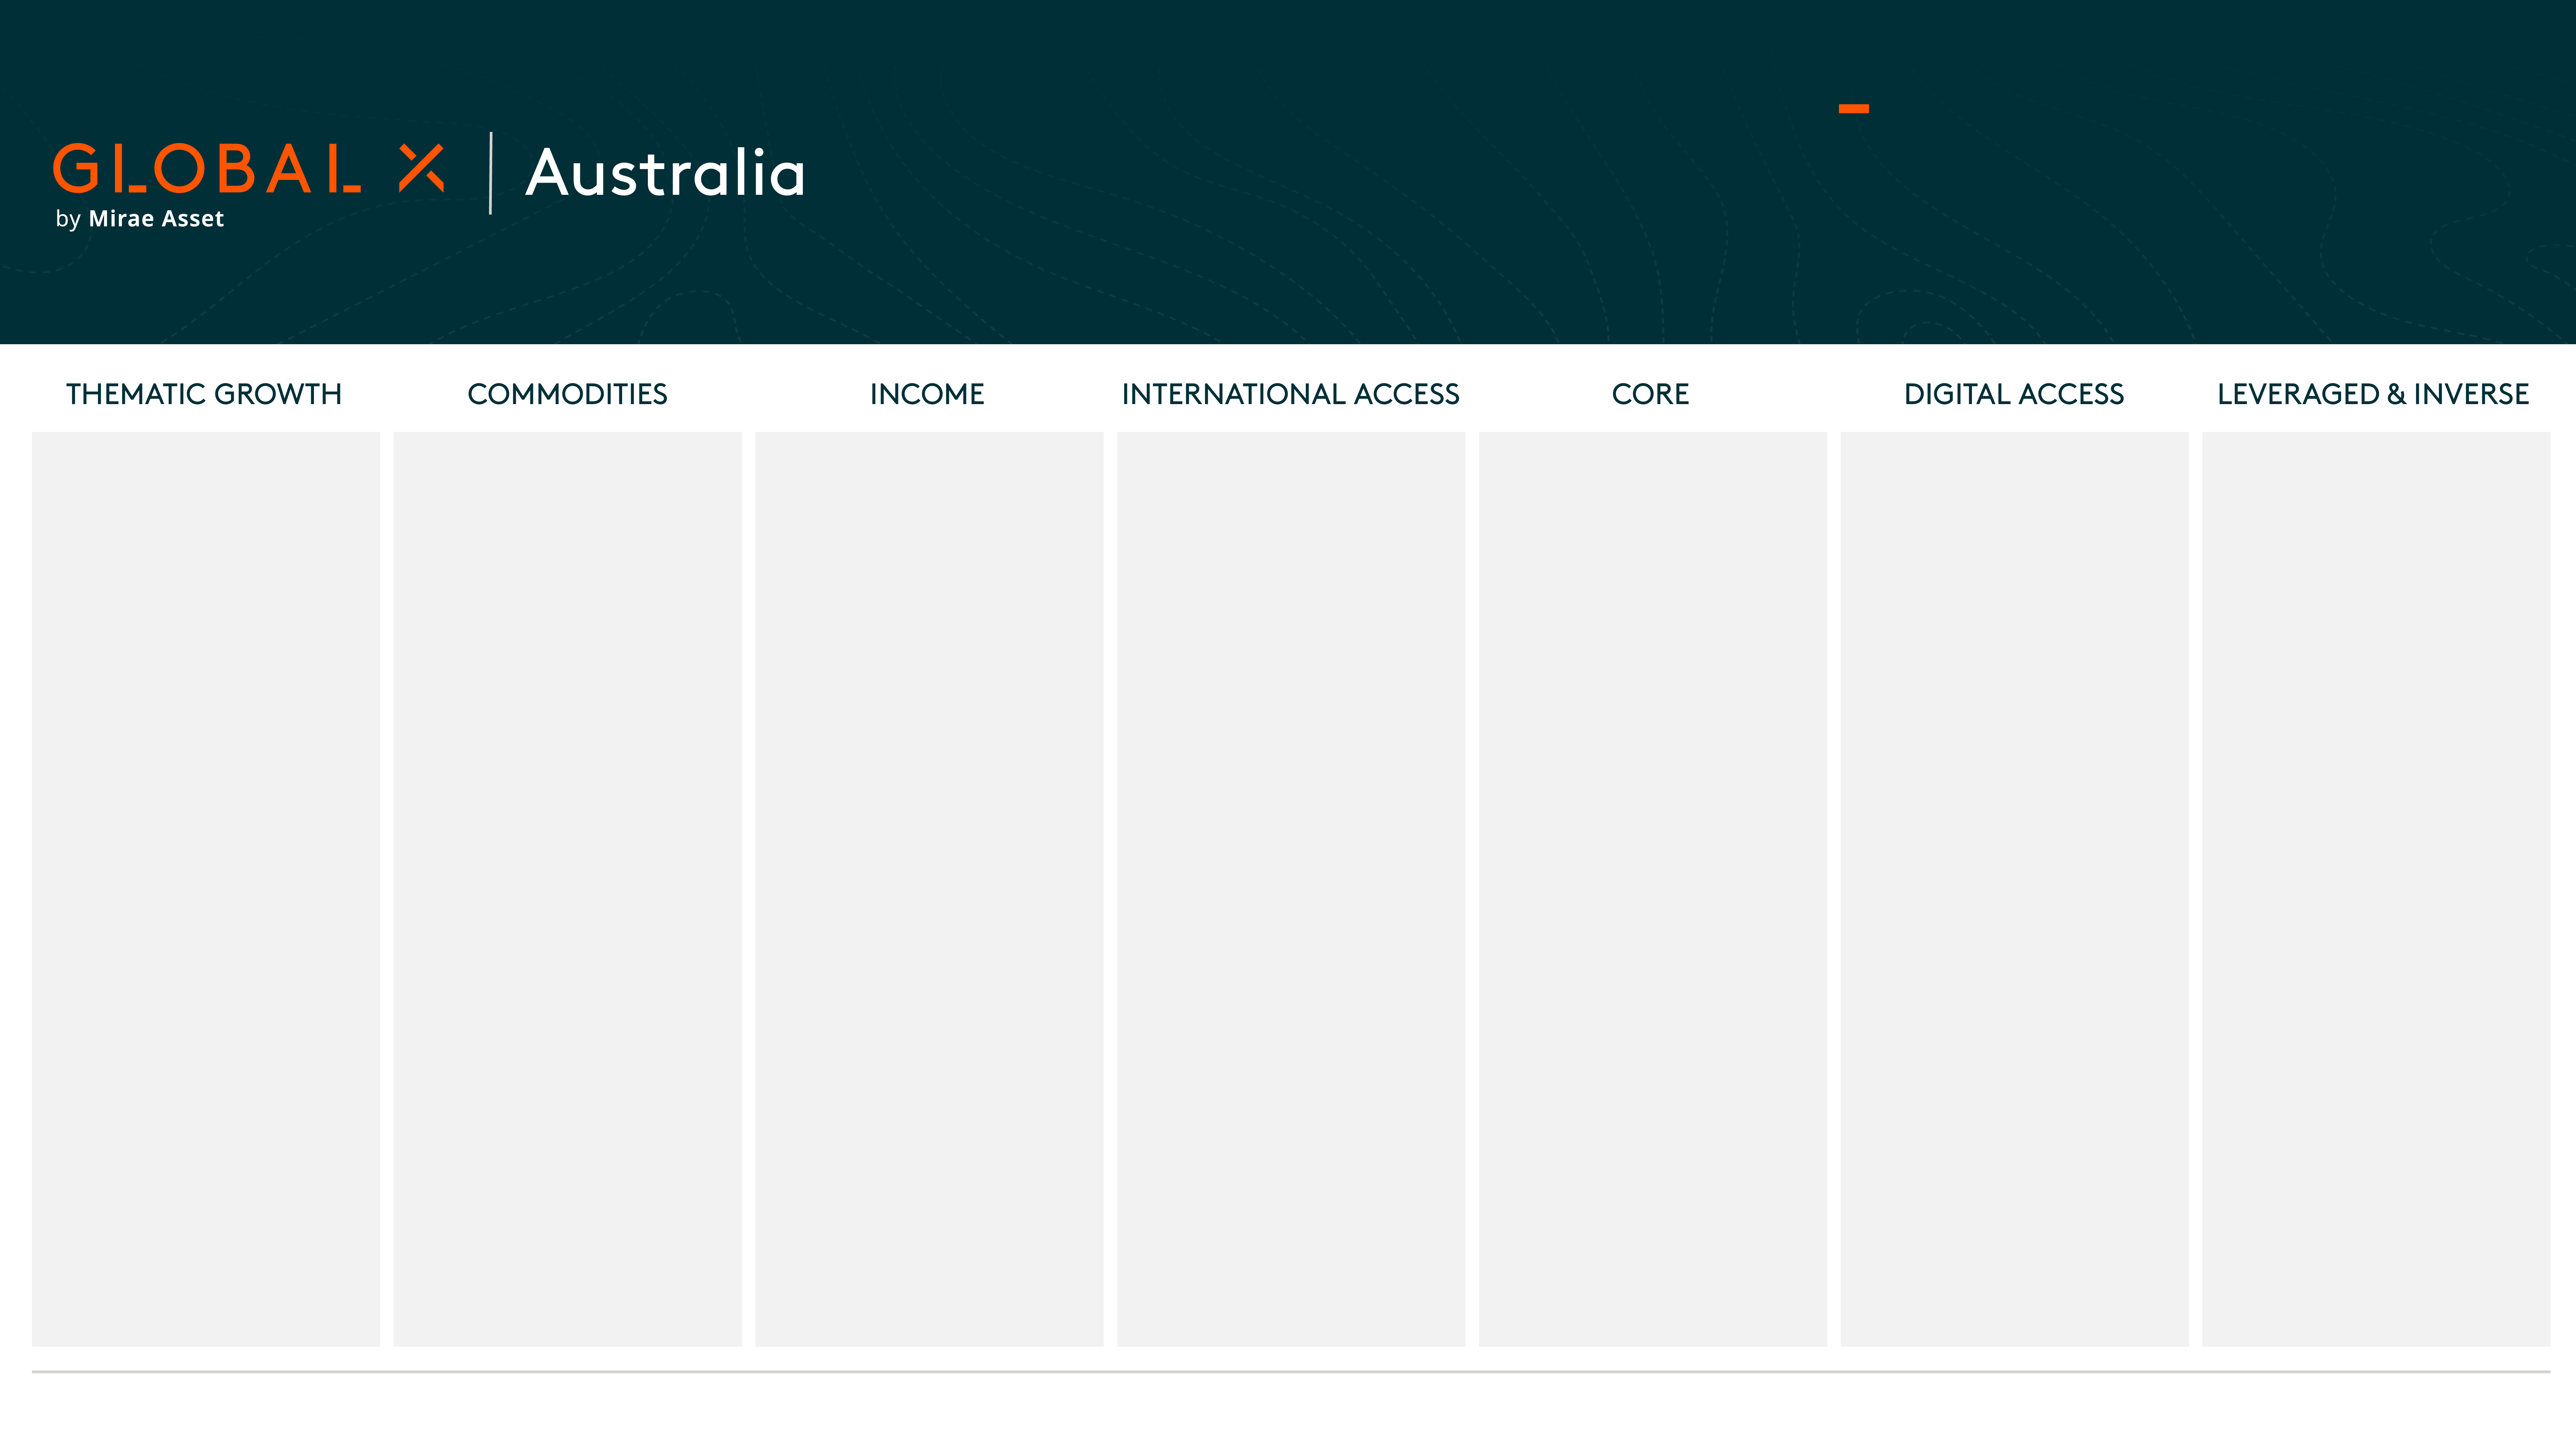 GLOBAL X
by Mirae Asset
Australia
THEMATIC GROWTH
COMMODITIES
INCOME
INTERNATIONAL ACCESS
CORE
DIGITAL ACCESS
LEVERAGED & INVERSE